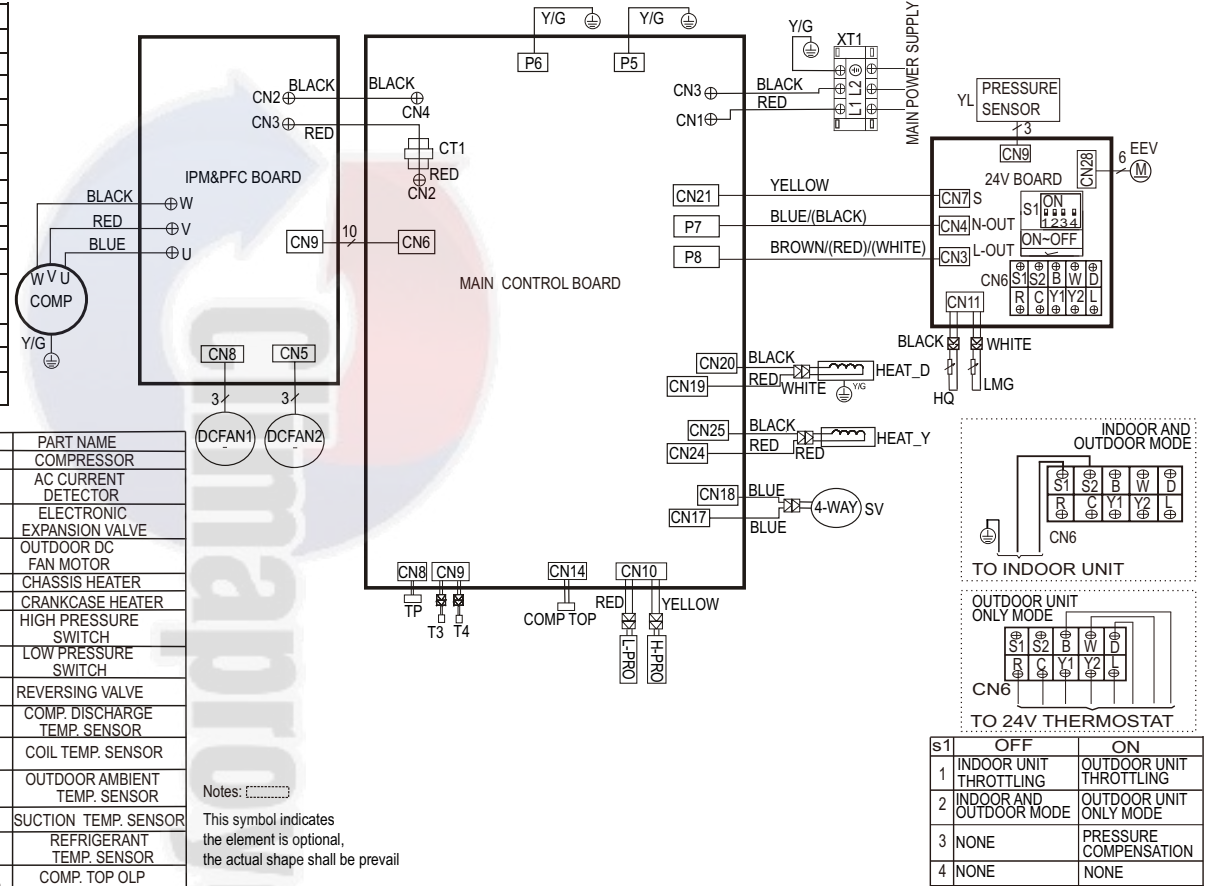 Y/G
Y/G
P6
P5
Y/G
XT1
L1 L2
MAIN POWER SUPPLY
CN3
BLACK
CN1
RED
CN2
BLACK
BLACK
CN4
CN3
RED
CT1
RED
CN2
IPM&PFC BOARD
BLACK
W
RED
V
BLUE
U
W V U
COMP
Y/G
CN9
10
CN6
MAIN CONTROL BOARD
CN8
CN5
3
3
DCFAN1
DCFAN2
YL
PRESSURE
SENSOR
3
CN9
CN28
6
EEV
M
24V BOARD
CN21
YELLOW
CN7 S
P7
BLUE/(BLACK)
CN4 N-OUT
P8
BROWN/(RED)/(WHITE)
CN3 L-OUT
S1
ON
1234
ON~OFF
CN6
S1 S2 B W D
R C Y1 Y2 L
CN11
BLACK
WHITE
HQ
LMG
CN20
BLACK
HEAT_D
CN19
RED
WHITE
Y/G
CN25
BLACK
HEAT_Y
CN24
RED
RED
CN18
BLUE
4-WAY
SV
CN17
BLUE
CN8
CN9
CN14
CN10
TP
T3
T4
COMP TOP
RED
YELLOW
L-PRO
H-PRO
INDOOR AND
OUTDOOR MODE
S1 S2 B W D
R C Y1 Y2 L
CN6
TO INDOOR UNIT
OUTDOOR UNIT
ONLY MODE
S1 S2 B W D
R C Y1 Y2 L
CN6
TO 24V THERMOSTAT
s1 OFF ON
1 INDOOR UNIT THROTTLING OUTDOOR UNIT THROTTLING
2 INDOOR AND OUTDOOR MODE OUTDOOR UNIT ONLY MODE
3 NONE PRESSURE COMPENSATION
4 NONE NONE
PART NAME
COMPRESSOR
AC CURRENT
DETECTOR
ELECTRONIC
EXPANSION VALVE
OUTDOOR DC
FAN MOTOR
CHASSIS HEATER
CRANKCASE HEATER
HIGH PRESSURE
SWITCH
LOW PRESSURE
SWITCH
REVERSING VALVE
COMP. DISCHARGE
TEMP. SENSOR
COIL TEMP. SENSOR
OUTDOOR AMBIENT
TEMP. SENSOR
SUCTION TEMP. SENSOR
REFRIGERANT
TEMP. SENSOR
COMP. TOP OLP
Notes:
This symbol indicates
the element is optional,
the actual shape shall be prevail
Climaprow